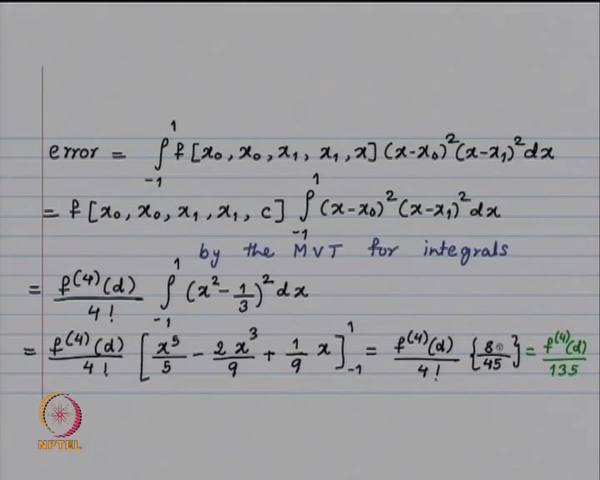 error = ∫_{-1}^{1} f[x₀, x₀, x₁, x₁, x] (x-x₀)² (x-x₁)² dx
= f[x₀, x₀, x₁, x₁, c] ∫_{-1}^{1} (x-x₀)² (x-x₁)² dx
by the MVT for integrals
= f⁽⁴⁾(d)/4! ∫_{-1}^{1} (x² - 1/3)² dx
= f⁽⁴⁾(d)/4! [x⁵/5 - 2x³/9 + 1/9 x]_{-1}^{1} = f⁽⁴⁾(d)/4! {8/45} = f⁽⁴⁾(d)/135
NPTEL